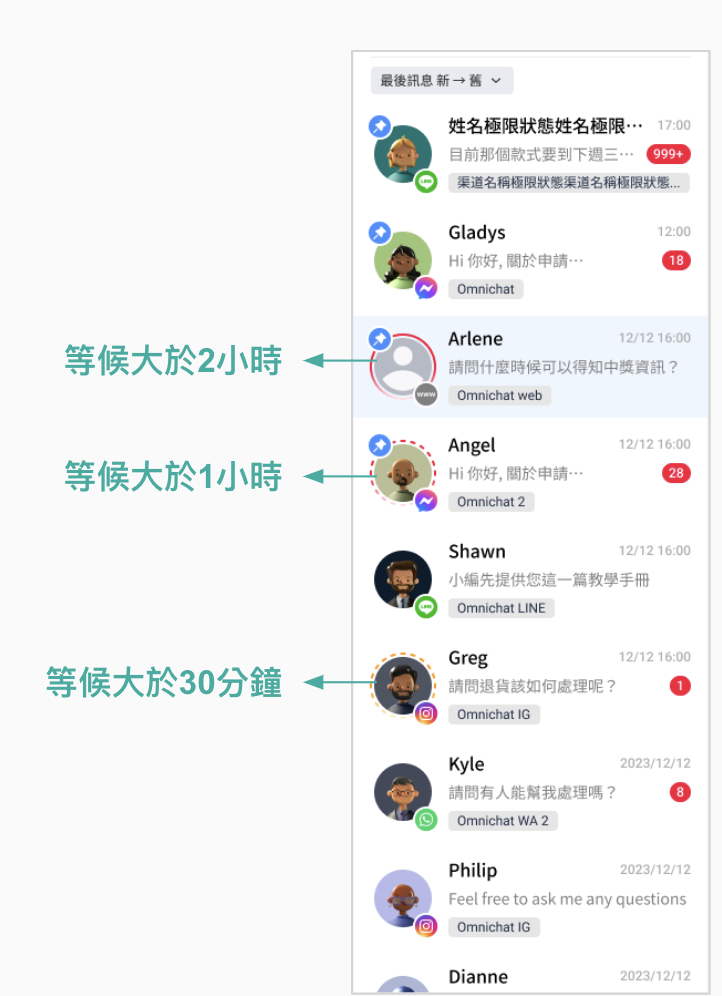 最後訊息 新 → 舊
姓名極限狀態姓名極限… 17:00
目前那個款式要到下週三… 999+
LINE
渠道名稱極限狀態渠道名稱極限狀態...
Gladys 12:00
Hi 你好, 關於申請… 18
Omnichat
等候大於2小時
Arlene 12/12 16:00
請問什麼時候可以得知中獎資訊？
www
Omnichat web
等候大於1小時
Angel 12/12 16:00
Hi 你好, 關於申請… 28
Omnichat 2
Shawn 12/12 16:00
小編先提供您這一篇教學手冊
LINE
Omnichat LINE
等候大於30分鐘
Greg 12/12 16:00
請問退貨該如何處理呢？ 1
Omnichat IG
Kyle 2023/12/12
請問有人能幫我處理嗎？ 8
Omnichat WA 2
Philip 2023/12/12
Feel free to ask me any questions
Omnichat IG
Dianne 2023/12/12